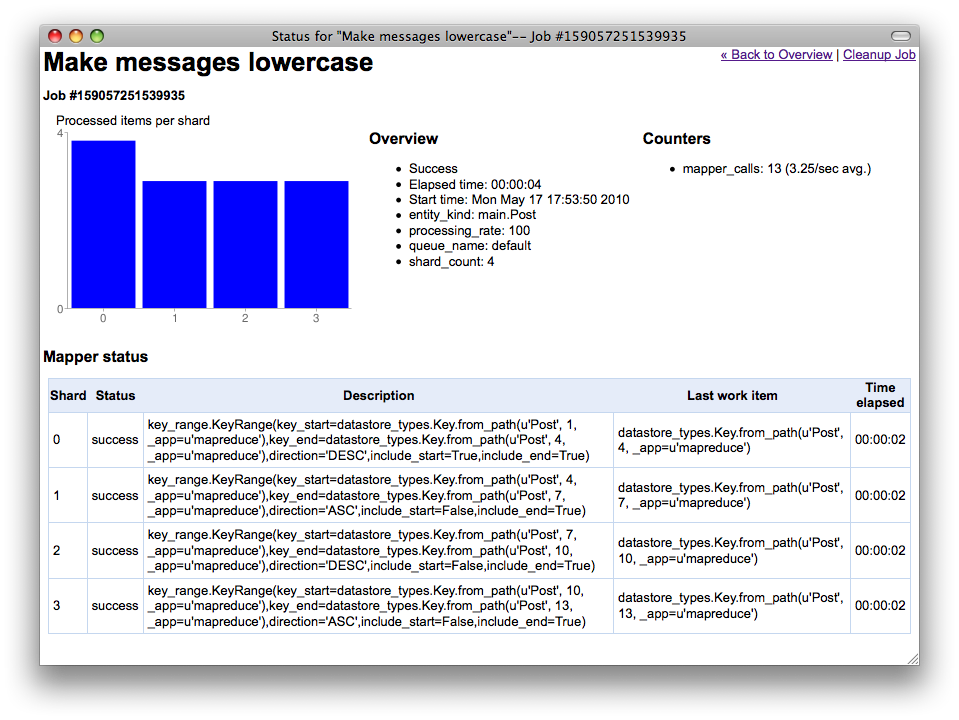 Status for "Make messages lowercase"-- Job #159057251539935
Make messages lowercase
« Back to Overview | Cleanup Job
Job #159057251539935
Processed items per shard
4
0
0 1 2 3
Overview
• Success
• Elapsed time: 00:00:04
• Start time: Mon May 17 17:53:50 2010
• entity_kind: main.Post
• processing_rate: 100
• queue_name: default
• shard_count: 4
Counters
• mapper_calls: 13 (3.25/sec avg.)
Mapper status
Shard Status Description Last work item Time
elapsed
0 success
key_range.KeyRange(key_start=datastore_types.Key.from_path(u'Post', 1,
_app=u'mapreduce'),key_end=datastore_types.Key.from_path(u'Post', 4,
_app=u'mapreduce'),direction='DESC',include_start=True,include_end=True)
datastore_types.Key.from_path(u'Post',
4, _app=u'mapreduce')
00:00:02
1 success
key_range.KeyRange(key_start=datastore_types.Key.from_path(u'Post', 4,
_app=u'mapreduce'),key_end=datastore_types.Key.from_path(u'Post', 7,
_app=u'mapreduce'),direction='ASC',include_start=False,include_end=True)
datastore_types.Key.from_path(u'Post',
7, _app=u'mapreduce')
00:00:02
2 success
key_range.KeyRange(key_start=datastore_types.Key.from_path(u'Post', 7,
_app=u'mapreduce'),key_end=datastore_types.Key.from_path(u'Post', 10,
_app=u'mapreduce'),direction='DESC',include_start=False,include_end=True)
datastore_types.Key.from_path(u'Post',
10, _app=u'mapreduce')
00:00:02
3 success
key_range.KeyRange(key_start=datastore_types.Key.from_path(u'Post', 10,
_app=u'mapreduce'),key_end=datastore_types.Key.from_path(u'Post', 13,
_app=u'mapreduce'),direction='ASC',include_start=False,include_end=True)
datastore_types.Key.from_path(u'Post',
13, _app=u'mapreduce')
00:00:02